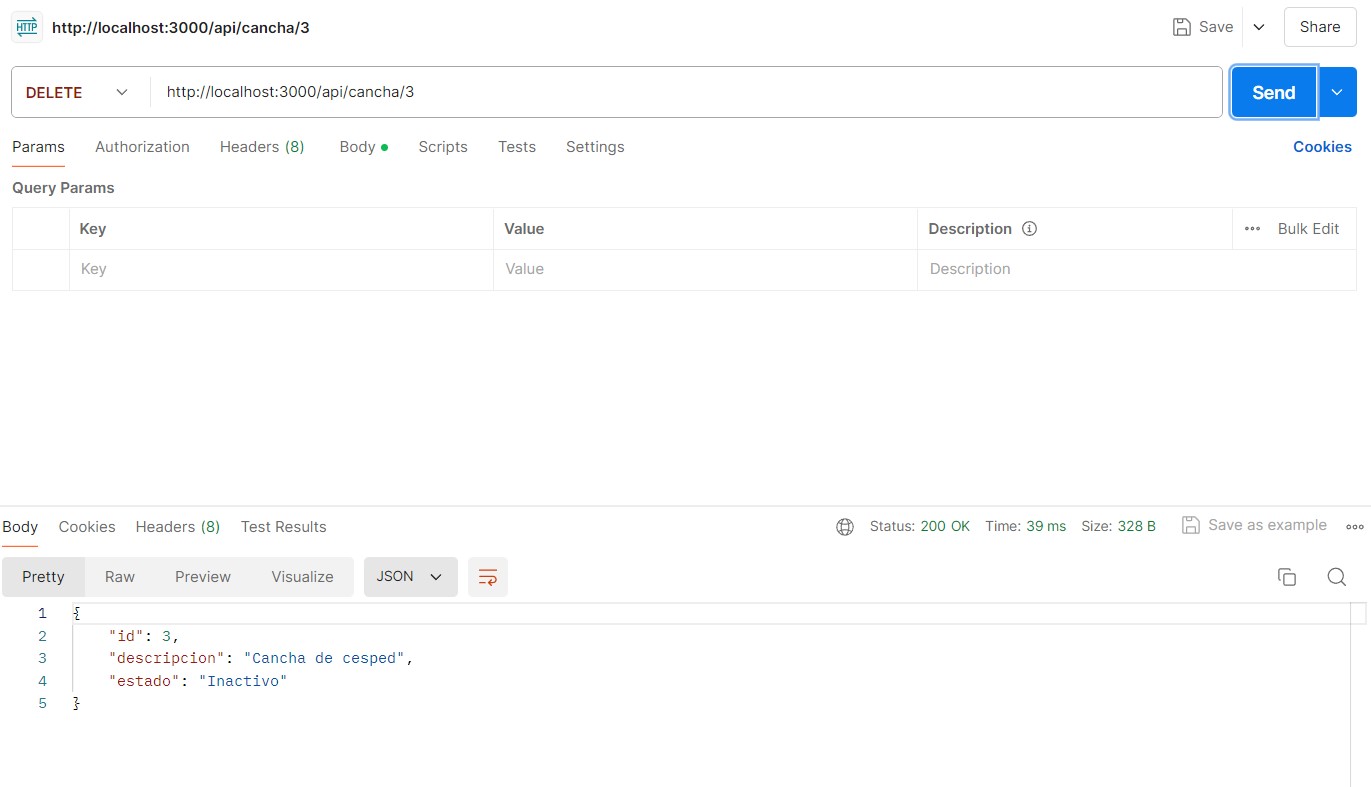 HTTP http://localhost:3000/api/cancha/3 Save Share
DELETE http://localhost:3000/api/cancha/3 Send
Params Authorization Headers (8) Body Scripts Tests Settings Cookies
Query Params
Key Value Description Bulk Edit
Key Value Description
Body Cookies Headers (8) Test Results Status: 200 OK Time: 39 ms Size: 328 B Save as example
Pretty Raw Preview Visualize JSON
1 {
2 "id": 3,
3 "descripcion": "Cancha de cesped",
4 "estado": "Inactivo"
5 }